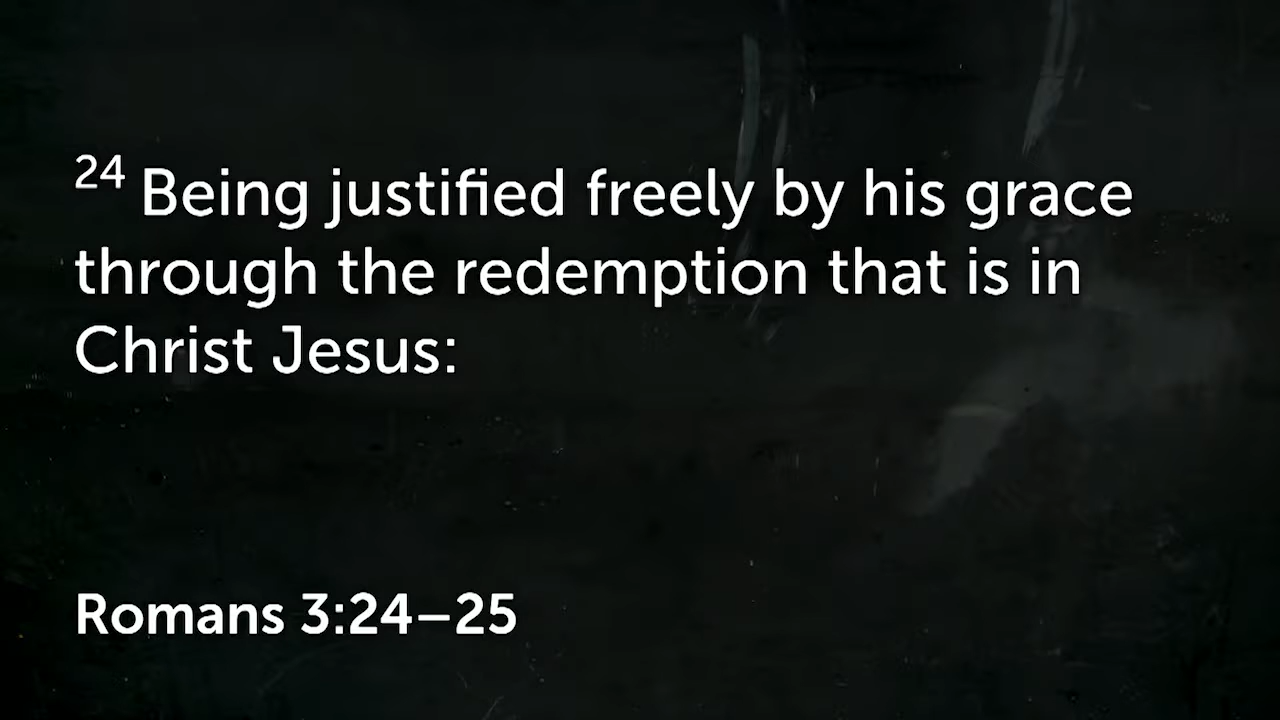 24 Being justified freely by his grace
through the redemption that is in
Christ Jesus:
Romans 3:24–25